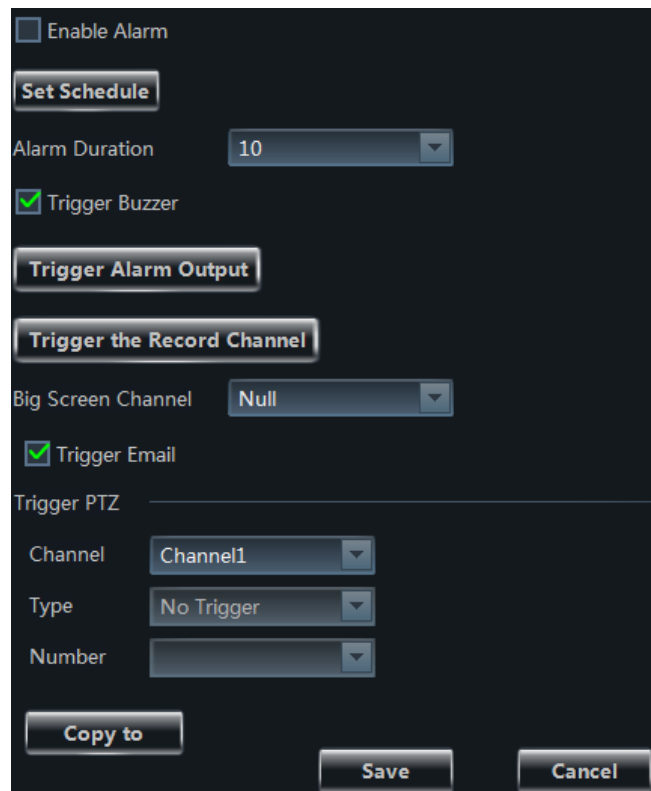 Enable Alarm
Set Schedule
Alarm Duration 10
Trigger Buzzer
Trigger Alarm Output
Trigger the Record Channel
Big Screen Channel Null
Trigger Email
Trigger PTZ
Channel Channel1
Type No Trigger
Number
Copy to
Save Cancel